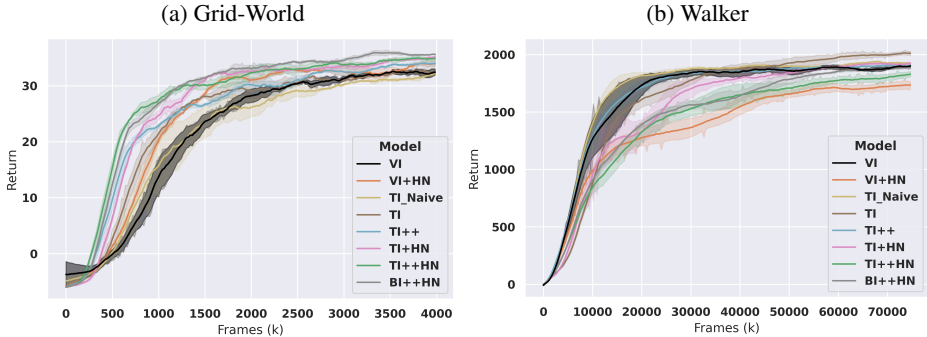 (a) Grid-World
Return
30
20
10
0
0 500 1000 1500 2000 2500 3000 3500 4000
Frames (k)
Model
VI
VI+HN
TI_Naive
TI
TI++
TI+HN
TI++HN
BI++HN
(b) Walker
Return
2000
1500
1000
500
0
0 10000 20000 30000 40000 50000 60000 70000
Frames (k)
Model
VI
VI+HN
TI_Naive
TI
TI++
TI+HN
TI++HN
BI++HN